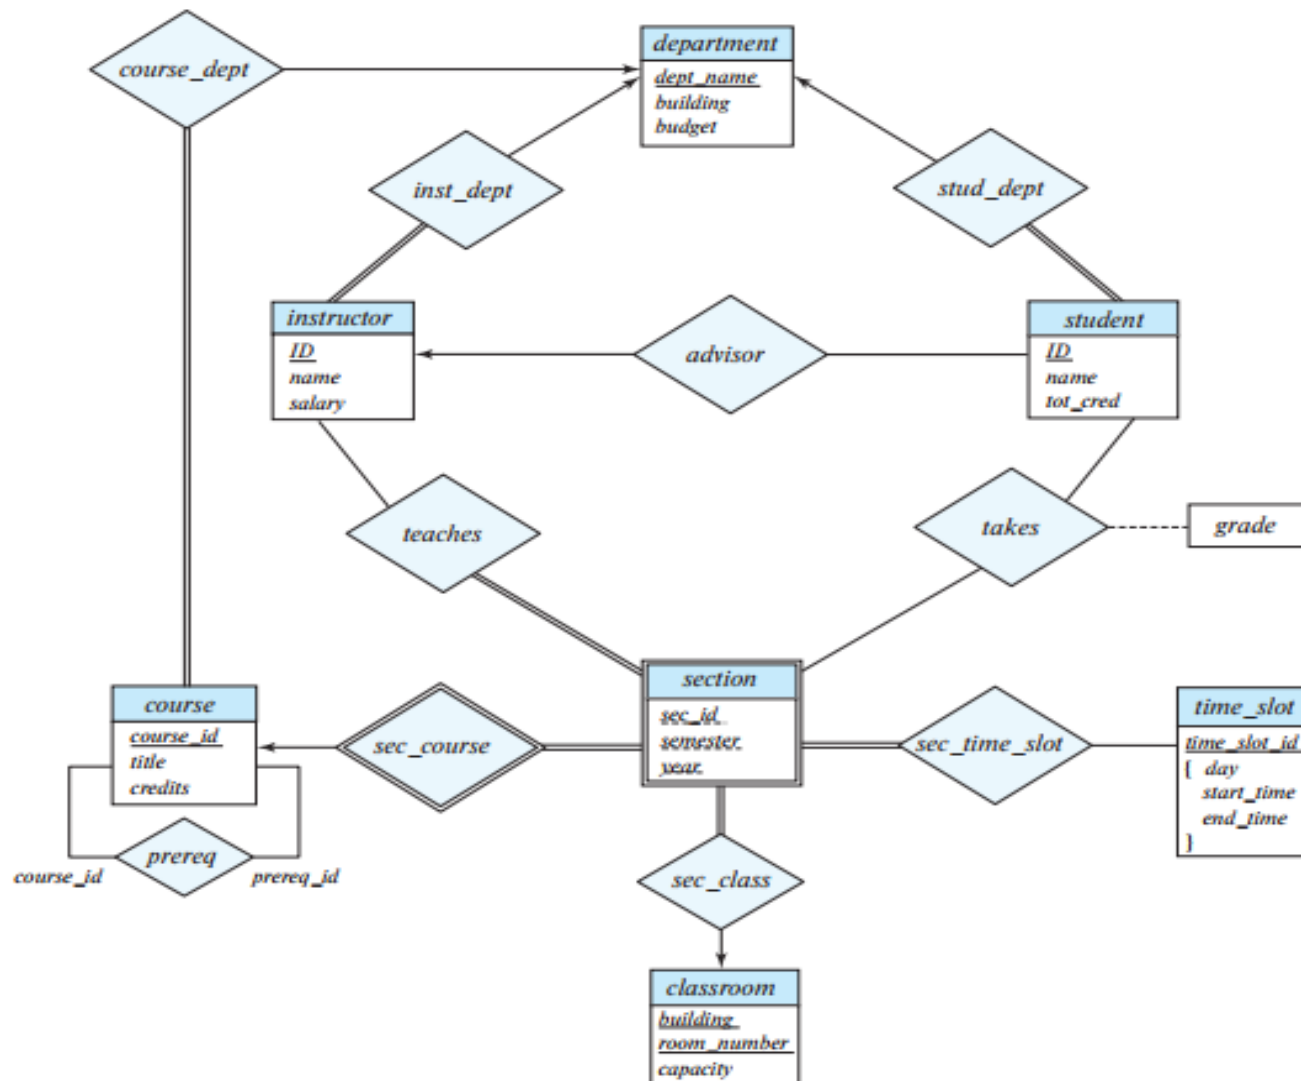 department
course_dept
dept_name
building
budget
inst_dept
stud_dept
instructor
ID
name
salary
advisor
student
ID
name
tot_cred
teaches
takes
grade
section
sec_id
semester
year
course
course_id
title
credits
sec_course
sec_time_slot
time_slot
time_slot_id
{ day
start_time
end_time
}
prereq
course_id
prereq_id
sec_class
classroom
building
room_number
capacity